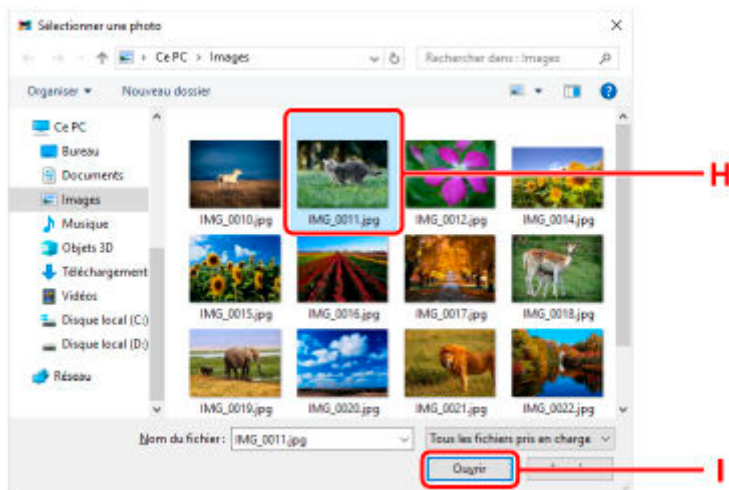 Sélectionner une photo
Ce PC > Images
Rechercher dans : Images
Organiser
Nouveau dossier
Ce PC
Bureau
Documents
Images
Musique
Objets 3D
Téléchargement
Vidéos
Disque local (C:)
Disque local (D:)
Réseau
IMG_0010.jpg
IMG_0011.jpg
IMG_0012.jpg
IMG_0014.jpg
H
IMG_0015.jpg
IMG_0016.jpg
IMG_0017.jpg
IMG_0018.jpg
IMG_0019.jpg
IMG_0020.jpg
IMG_0021.jpg
IMG_0022.jpg
Nom du fichier : IMG_0011.jpg
Tous les fichiers pris en charge
Ouvrir
I